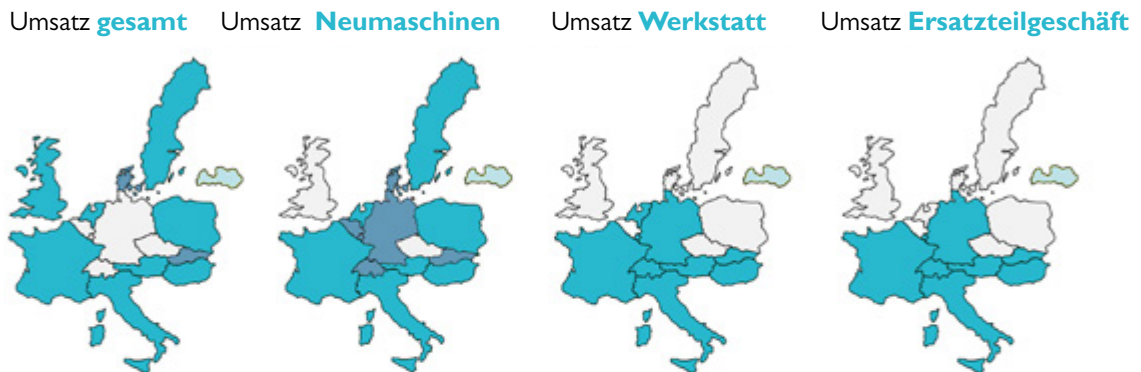 Umsatz gesamt
Umsatz Neumaschinen
Umsatz Werkstatt
Umsatz Ersatzteilgeschäft